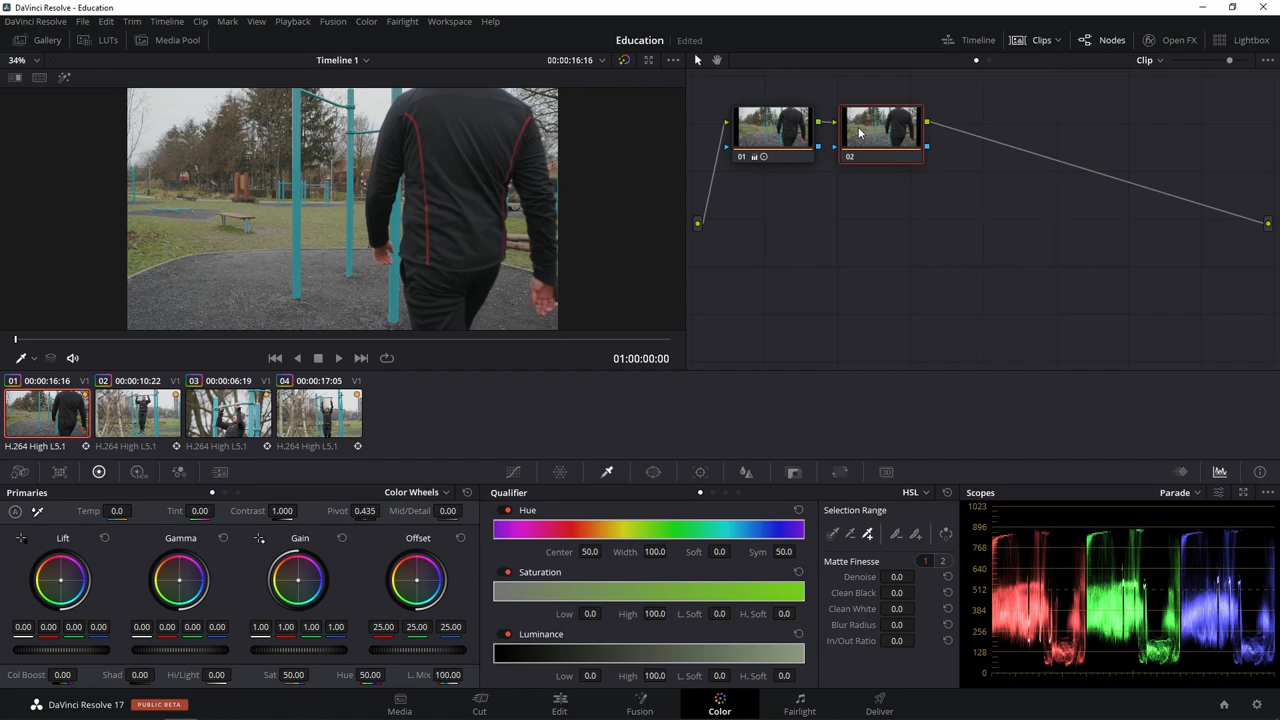 DaVinci Resolve - Education
DaVinci Resolve File Edit Trim Timeline Clip Mark View Playback Fusion Color Fairlight Workspace Help
Gallery LUTs Media Pool Education Edited Timeline Clips Nodes Open FX Lightbox
34% Timeline 1 00:00:16:16 Clip
01 02
01:00:00:00
01 00:00:16:16 V1 02 00:00:10:22 V1 03 00:00:06:19 V1 04 00:00:17:05 V1
H.264 High L5.1 H.264 High L5.1 H.264 High L5.1 H.264 High L5.1
Primaries Color Wheels Qualifier HSL Scopes Parade
Temp 0.0 Tint 0.00 Contrast 1.000 Pivot 0.435 Mid/Detail 0.00 Hue Selection Range 1023
896
Lift Gamma Gain Offset 768
Center 50.0 Width 100.0 Soft 0.0 Sym 50.0 640
Matte Finesse 1 2
Saturation Denoise 0.0 512
Clean Black 0.0
Clean White 0.0 384
Low 0.0 High 100.0 L. Soft 0.0 H. Soft 0.0
0.00 0.00 0.00 0.00 0.00 0.00 0.00 0.00 1.00 1.00 1.00 1.00 25.00 25.00 25.00 Blur Radius 0.0 256
Luminance In/Out Ratio 0.0
128
Col Boost 0.00 Shad 0.00 Hi/Light 0.00 Sat 50.00 Hue 50.00 L. Mix 100.00 Low 0.0 High 100.0 L. Soft 0.0 H. Soft 0.0 0
DaVinci Resolve 17 PUBLIC BETA Media Cut Edit Fusion Color Fairlight Deliver